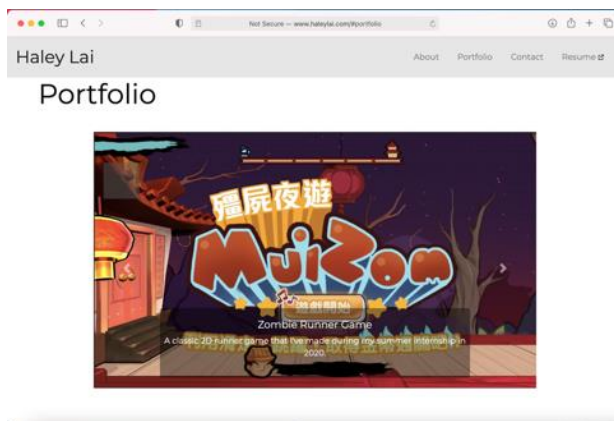 Not Secure — www.haleylai.com/#portfolio
Haley Lai
About Portfolio Contact Resume
Portfolio
殭屍夜遊
MuiZom
Zombie Runner Game
A classic 2D runner game that I've made during my summer internship in
2020.